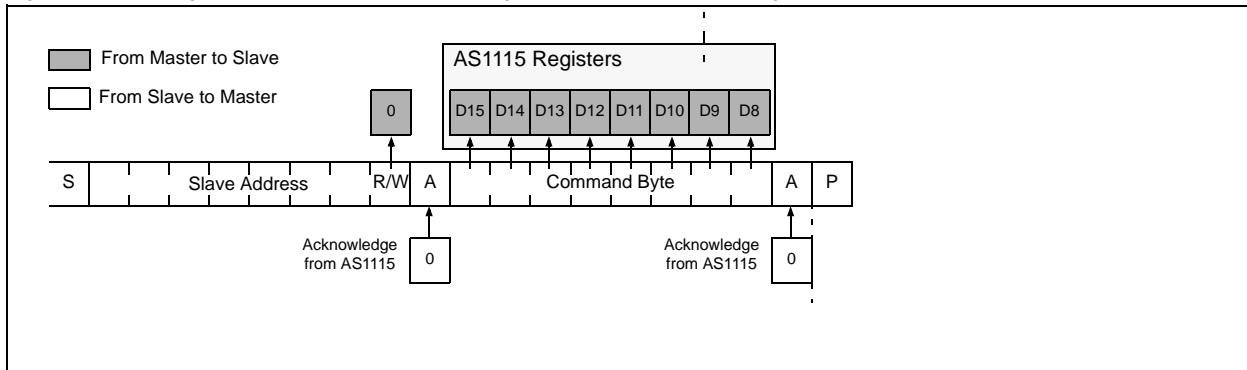 From Master to Slave
From Slave to Master
AS1115 Registers
0
D15 D14 D13 D12 D11 D10 D9 D8
S Slave Address R/W A Command Byte A P
Acknowledge
from AS1115
0
Acknowledge
from AS1115
0